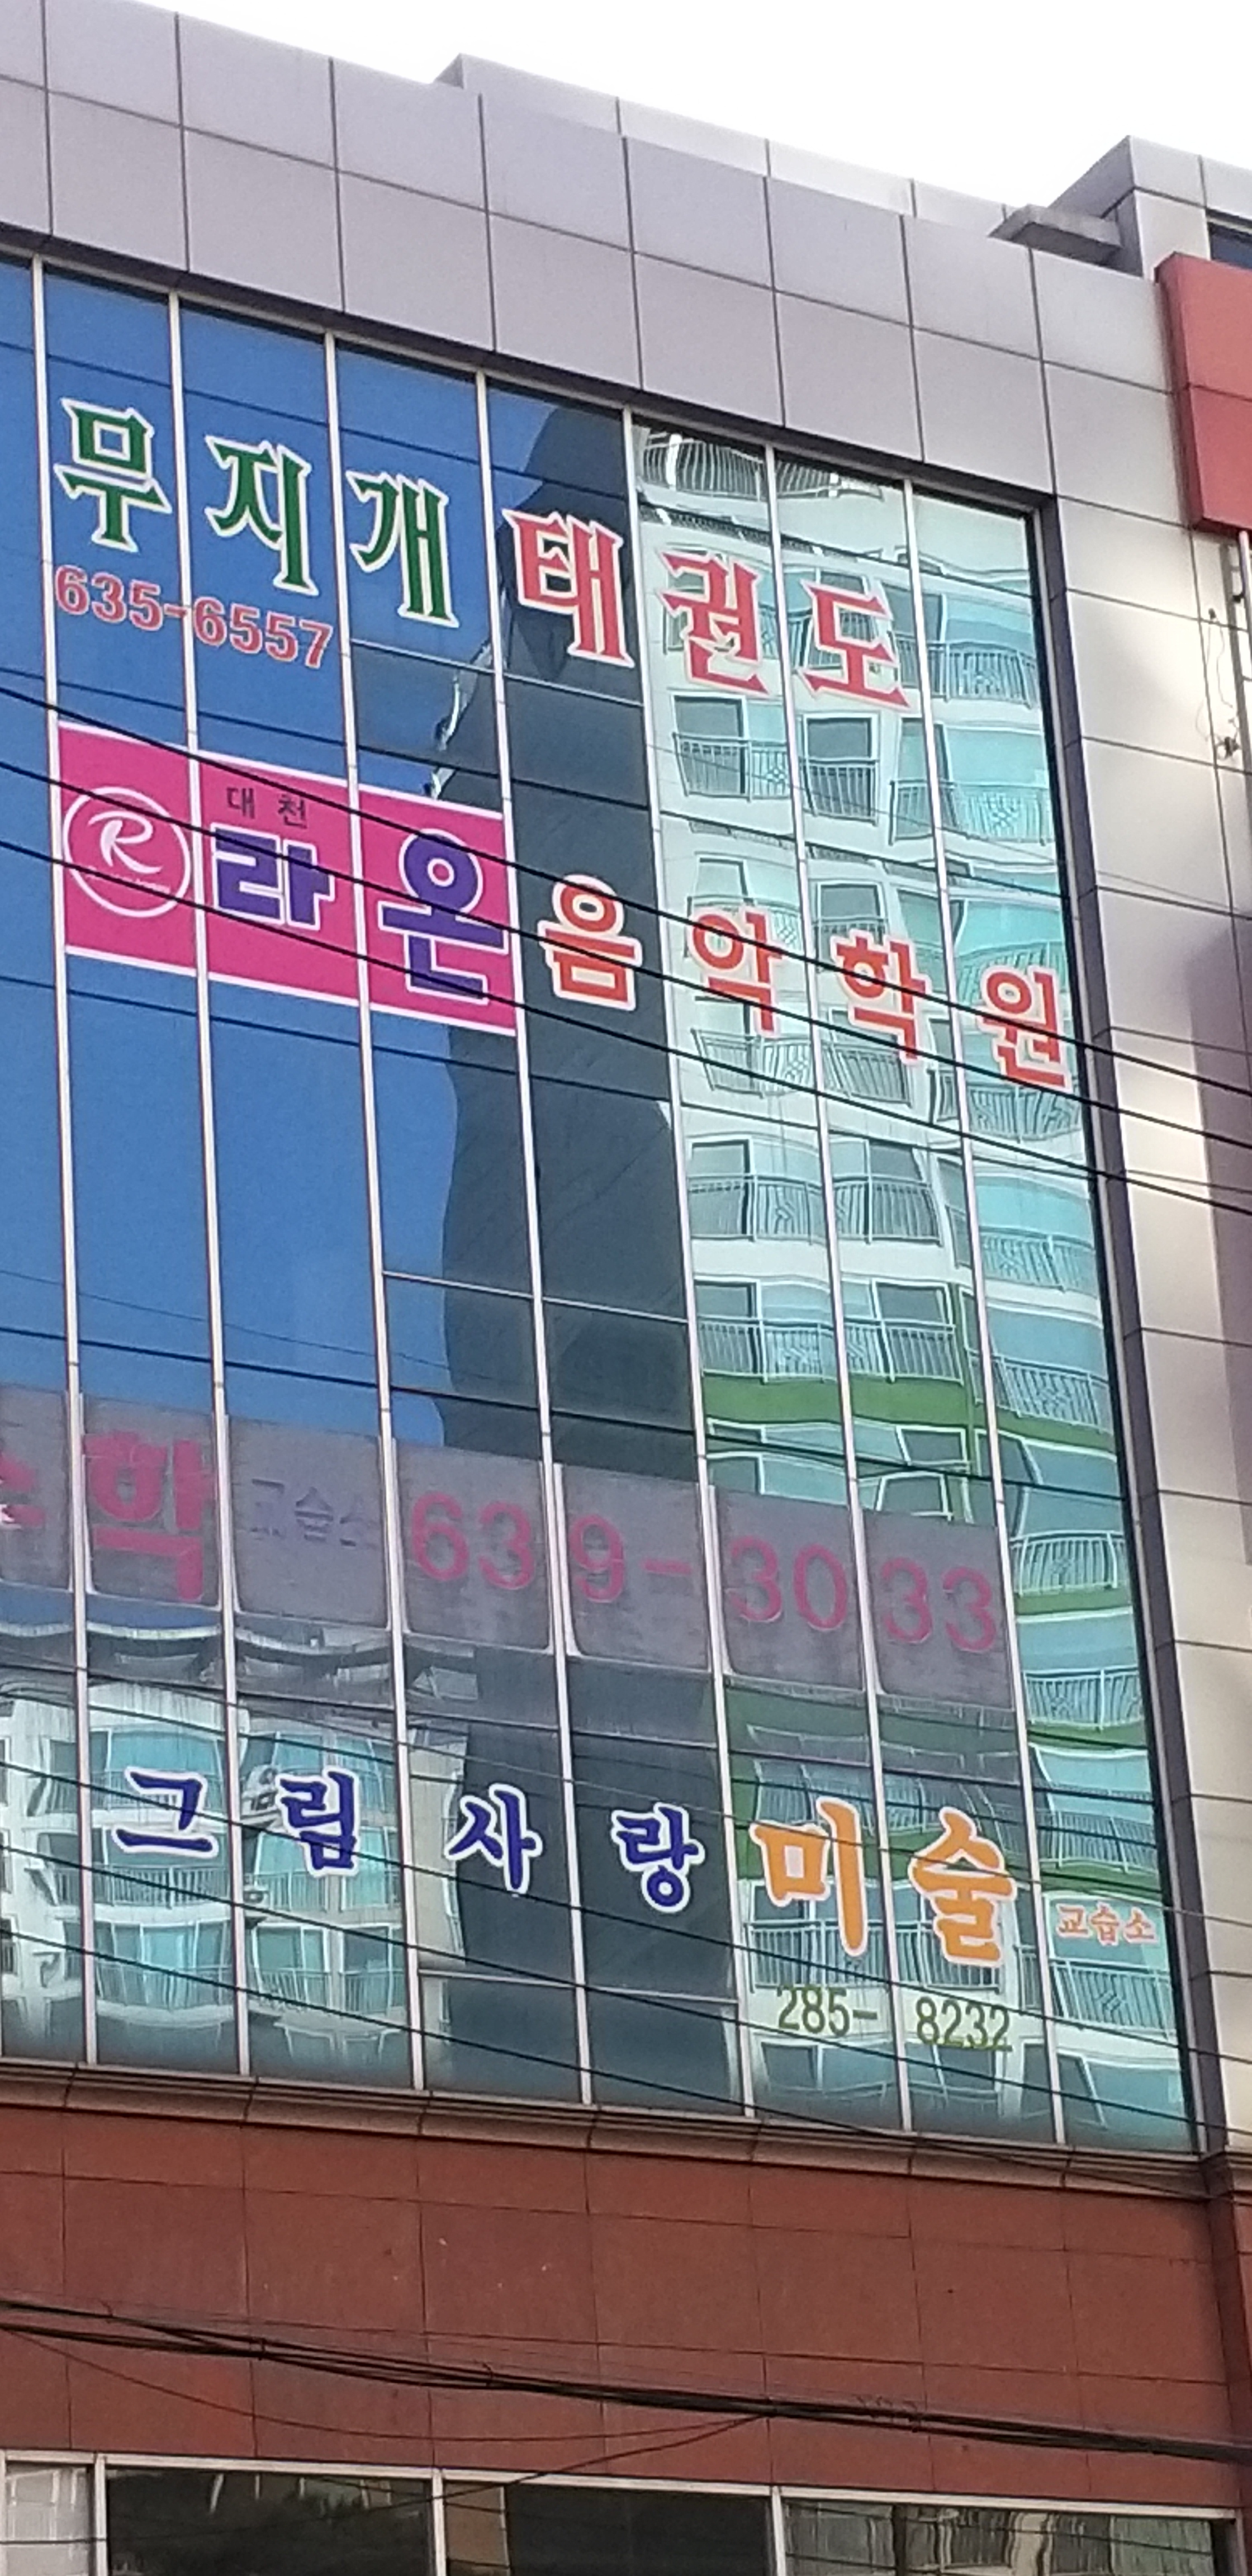 무지개 태권도
635-6557
R
대천
라온 음악학원
수학 교습소 639-3033
그림사랑 미술 교습소
285-8232